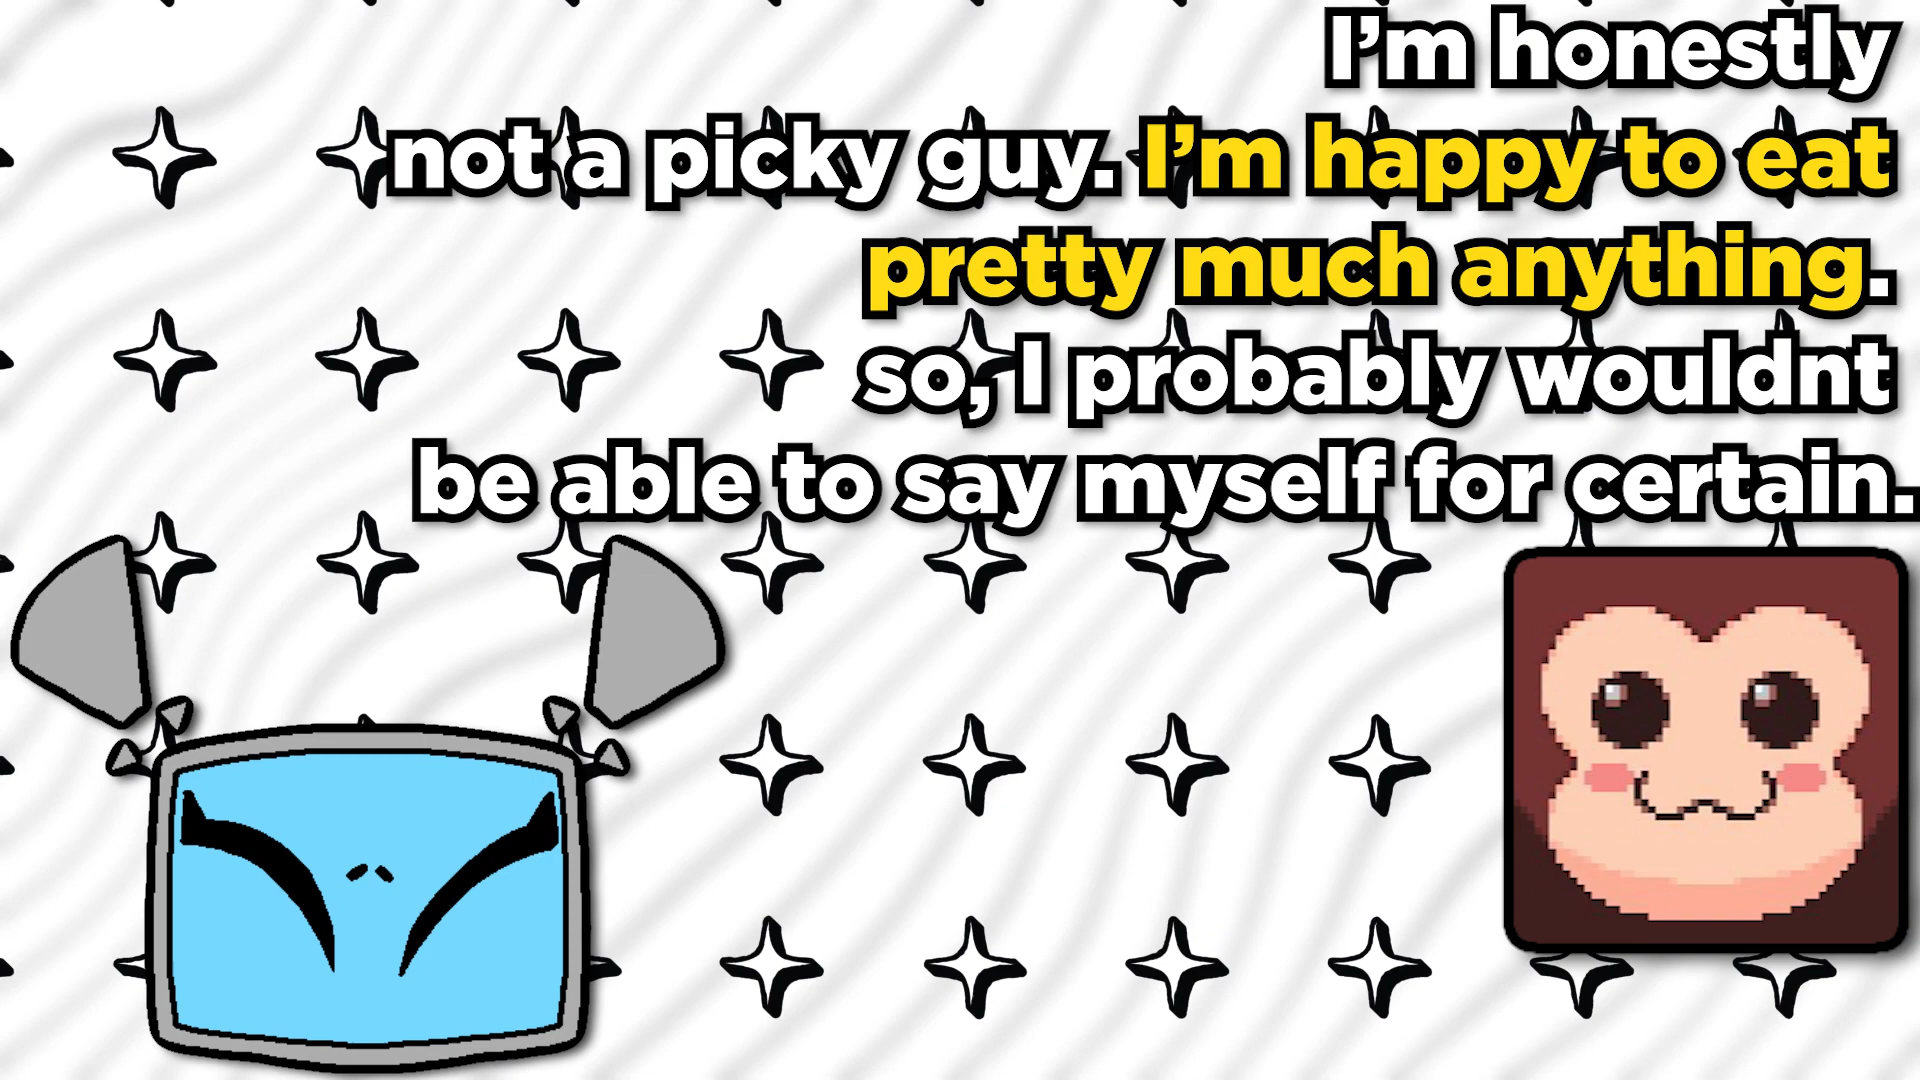 I’m honestly
not a picky guy. I’m happy to eat
pretty much anything.
so, I probably wouldnt
be able to say myself for certain.